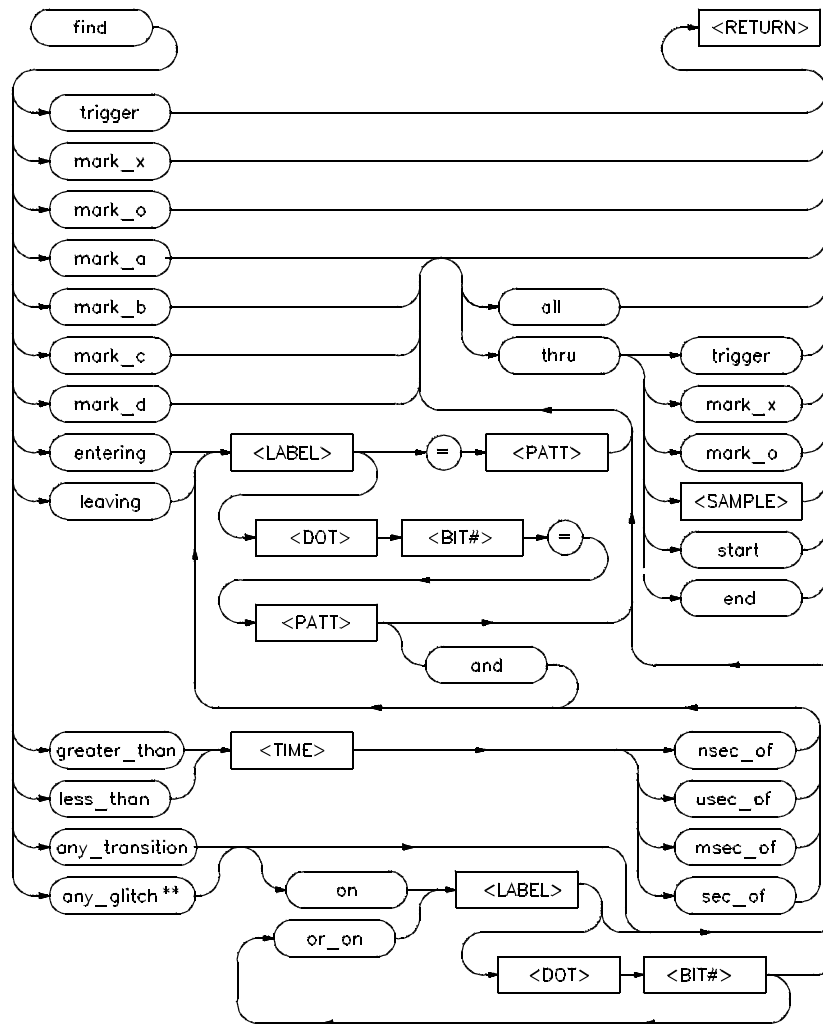 find
<RETURN>
trigger
mark_x
mark_o
mark_a
mark_b
all
mark_c
thru
trigger
mark_d
mark_x
entering
<LABEL>
=
<PATT>
mark_o
leaving
<SAMPLE>
<DOT>
<BIT#>
=
start
<PATT>
end
and
greater_than
<TIME>
nsec_of
less_than
usec_of
any_transition
msec_of
any_glitch**
on
<LABEL>
sec_of
or_on
<DOT>
<BIT#>